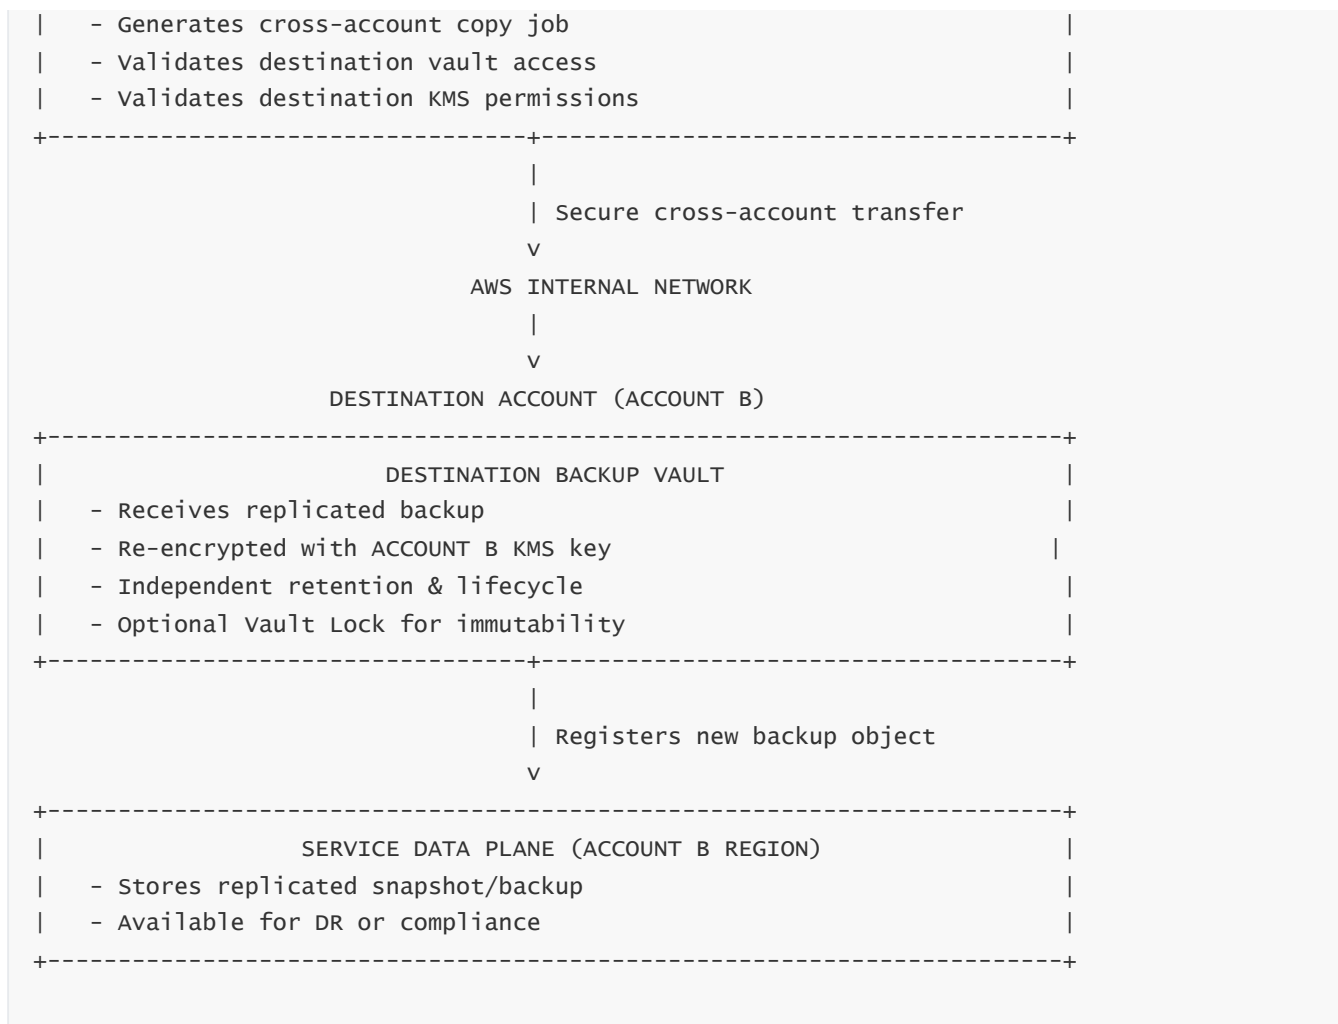 |   - Generates cross-account copy job                                   |
|   - Validates destination vault access                                 |
|   - Validates destination KMS permissions                              |
+----------------------------------+-------------------------------------+
                                   |
                                   | Secure cross-account transfer
                                   v
                               AWS INTERNAL NETWORK
                                   |
                                   v
                     DESTINATION ACCOUNT (ACCOUNT B)
+------------------------------------------------------------------------+
|                        DESTINATION BACKUP VAULT                        |
|   - Receives replicated backup                                         |
|   - Re-encrypted with ACCOUNT B KMS key                               |
|   - Independent retention & lifecycle                                  |
|   - Optional Vault Lock for immutability                               |
+----------------------------------+-------------------------------------+
                                   |
                                   | Registers new backup object
                                   v
+------------------------------------------------------------------------+
|                  SERVICE DATA PLANE (ACCOUNT B REGION)                 |
|   - Stores replicated snapshot/backup                                  |
|   - Available for DR or compliance                                     |
+------------------------------------------------------------------------+